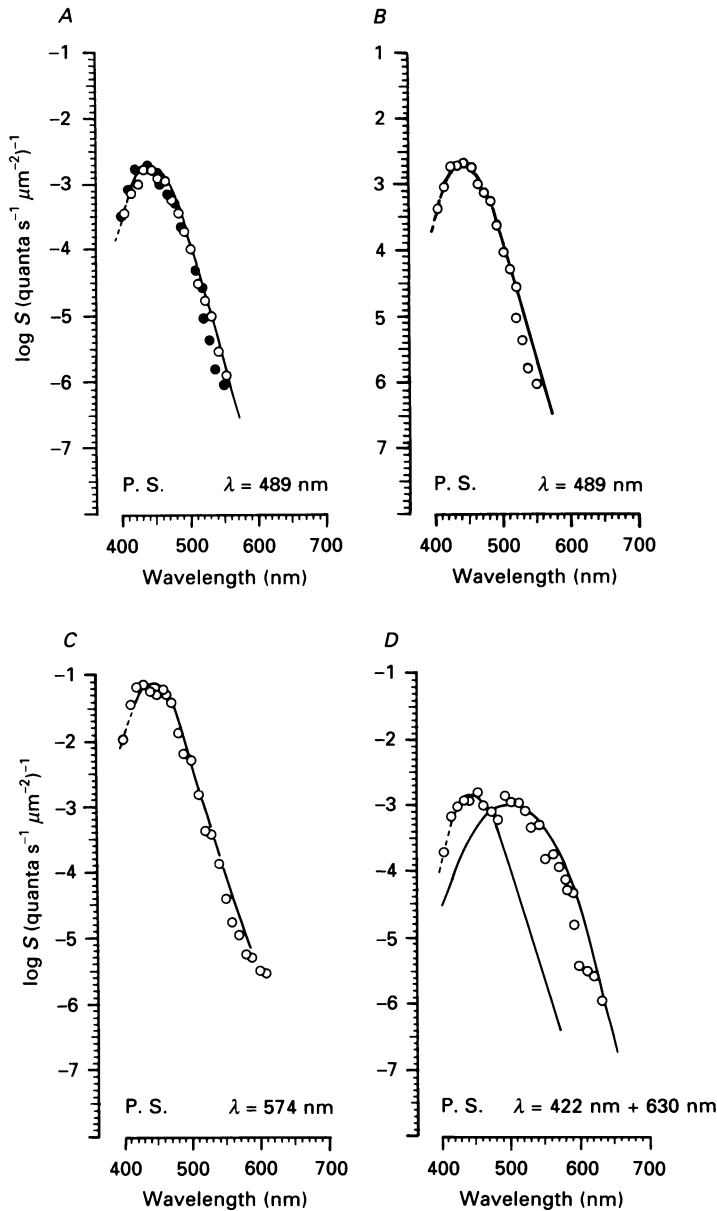 A
B
log S (quanta s⁻¹ μm⁻²)⁻¹
−1
−2
−3
−4
−5
−6
−7
P. S. λ = 489 nm
400 500 600 700
Wavelength (nm)
1
2
3
4
5
6
7
P. S. λ = 489 nm
400 500 600 700
Wavelength (nm)
C
D
log S (quanta s⁻¹ μm⁻²)⁻¹
−1
−2
−3
−4
−5
−6
−7
P. S. λ = 574 nm
400 500 600 700
Wavelength (nm)
−1
−2
−3
−4
−5
−6
−7
P. S. λ = 422 nm + 630 nm
400 500 600 700
Wavelength (nm)